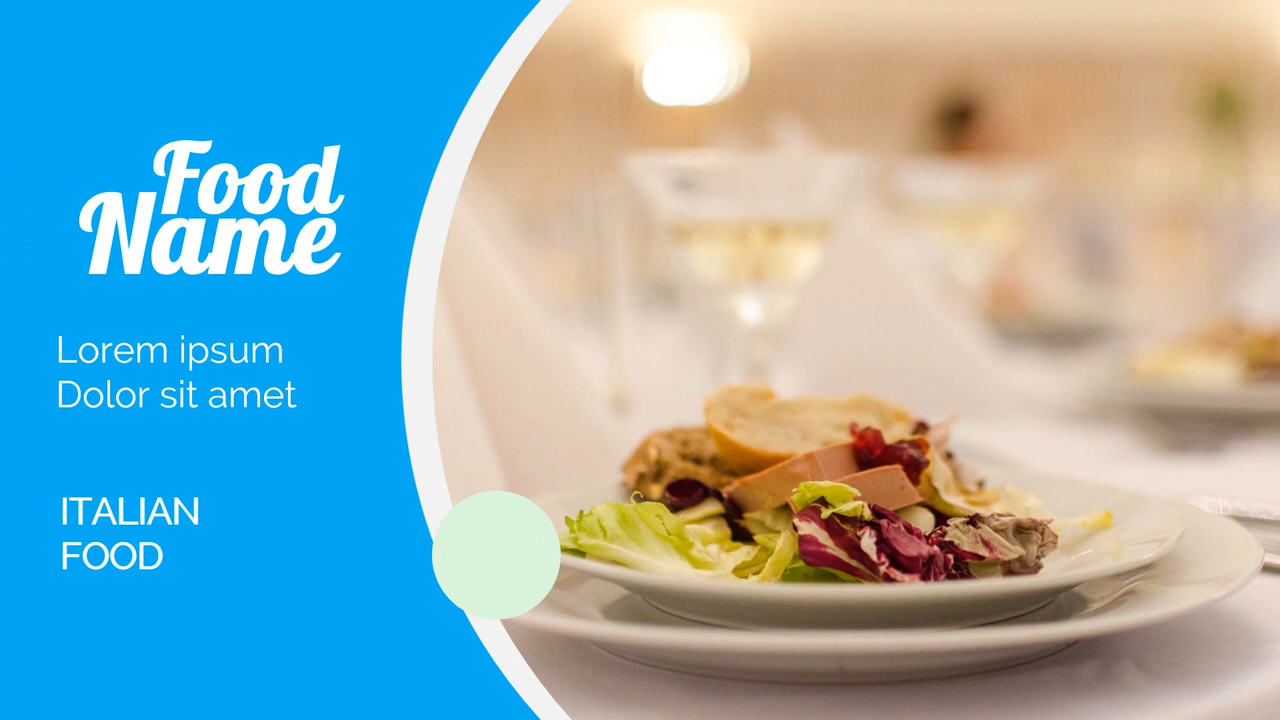 Food
Name
Lorem ipsum
Dolor sit amet
ITALIAN
FOOD